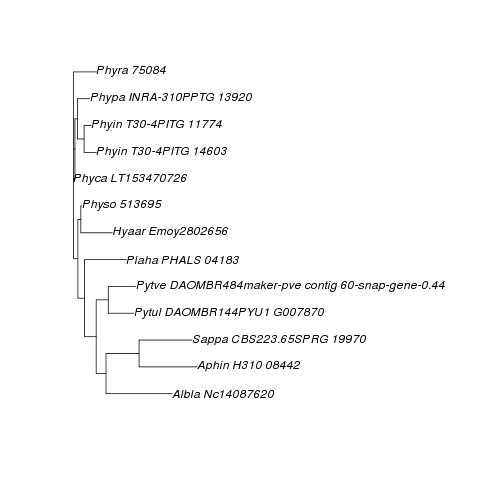 Phyra 75084
Phypa INRA-310PPTG 13920
Phyin T30-4PITG 11774
Phyin T30-4PITG 14603
Phyca LT153470726
Physo 513695
Hyaar Emoy2802656
Plaha PHALS 04183
Pytve DAOMBR484maker-pve contig 60-snap-gene-0.44
Pytul DAOMBR144PYU1 G007870
Sappa CBS223.65SPRG 19970
Aphin H310 08442
Albla Nc14087620